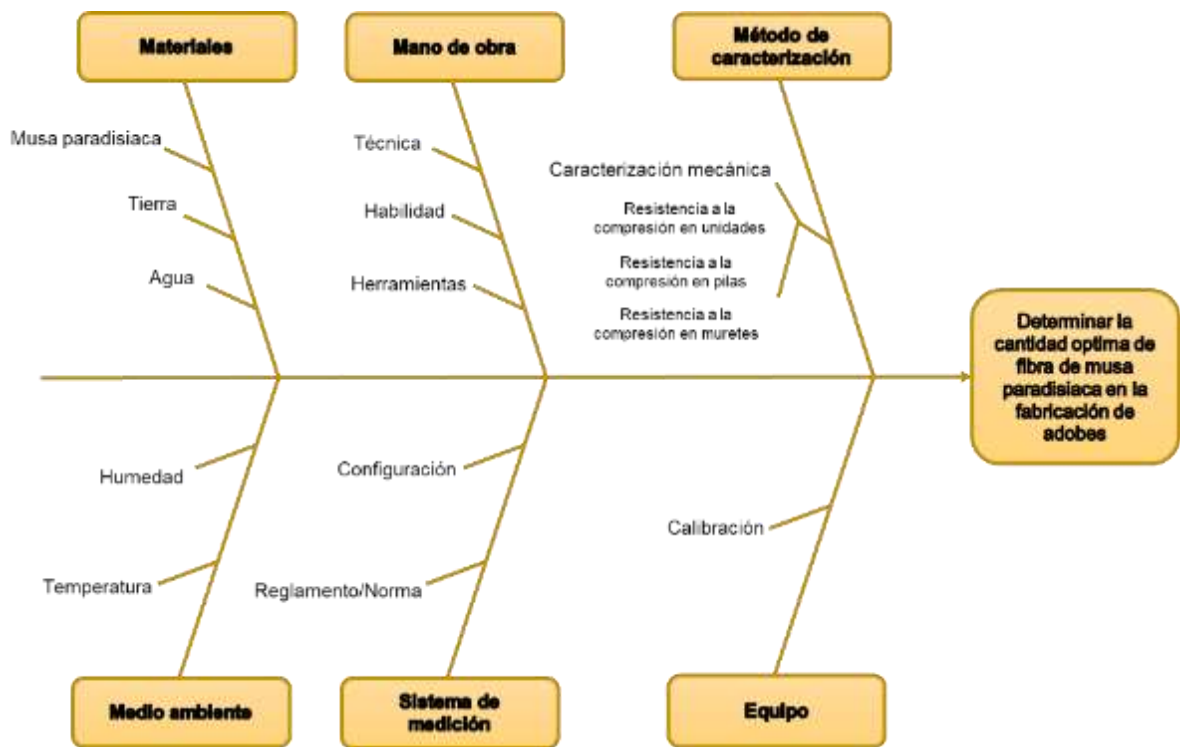 Materiales
Mano de obra
Método de
caracterización
Musa paradisiaca
Tierra
Agua
Técnica
Habilidad
Herramientas
Caracterización mecánica
Resistencia a la
compresión en unidades
Resistencia a la
compresión en pilas
Resistencia a la
compresión en muretes
Determinar la
cantidad optima de
fibra de musa
paradisiaca en la
fabricación de
adobes
Humedad
Temperatura
Configuración
Reglamento/Norma
Calibración
Medio ambiente
Sistema de
medición
Equipo